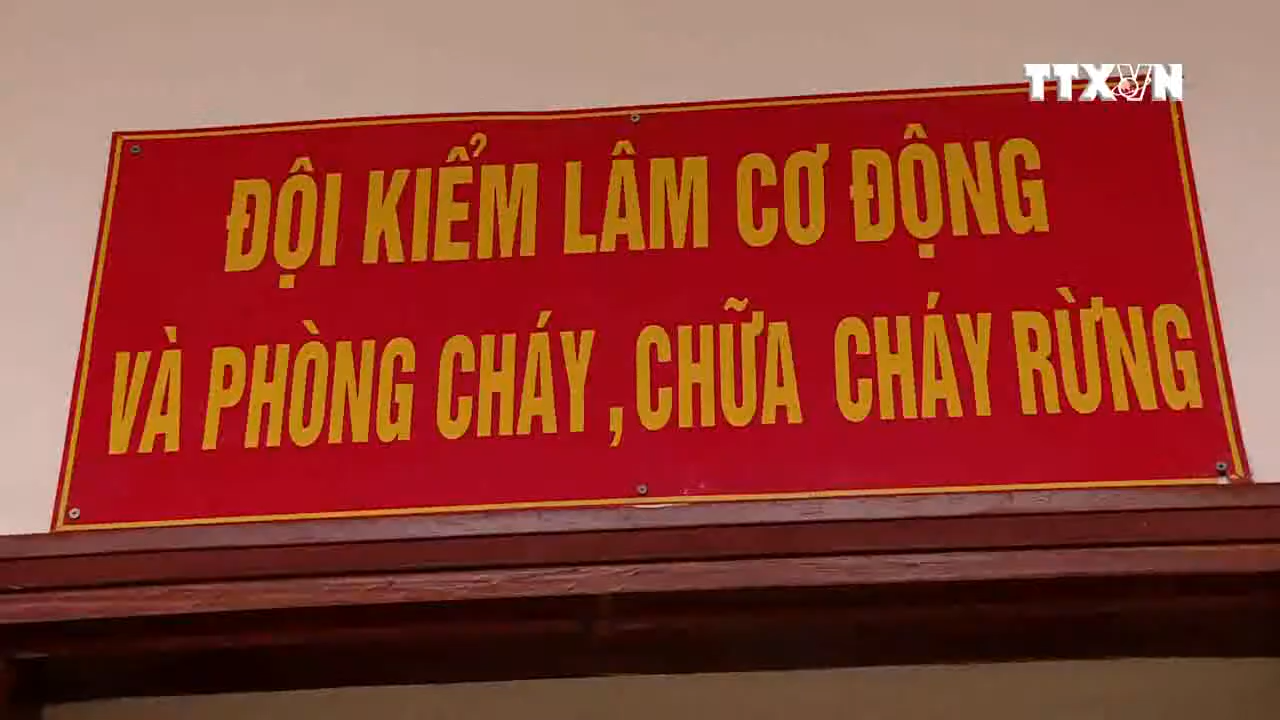 TTXVN
ĐỘI KIỂM LÂM CƠ ĐỘNG
VÀ PHÒNG CHÁY, CHỮA CHÁY RỪNG